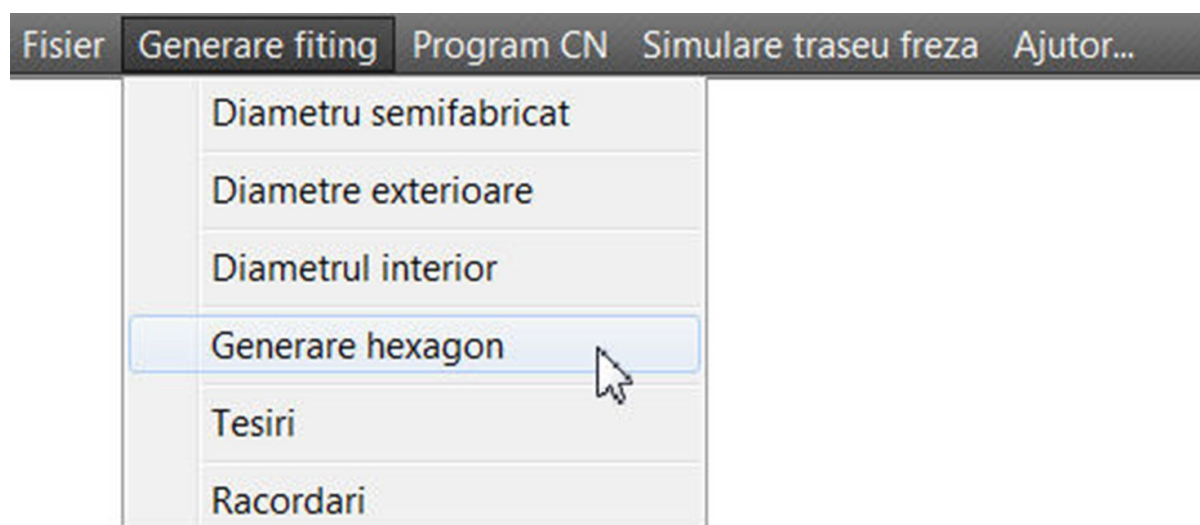 Fisier Generare fiting Program CN Simulare traseu freza Ajutor...
Diametru semifabricat
Diametre exterioare
Diametrul interior
Generare hexagon
Tesiri
Racordari